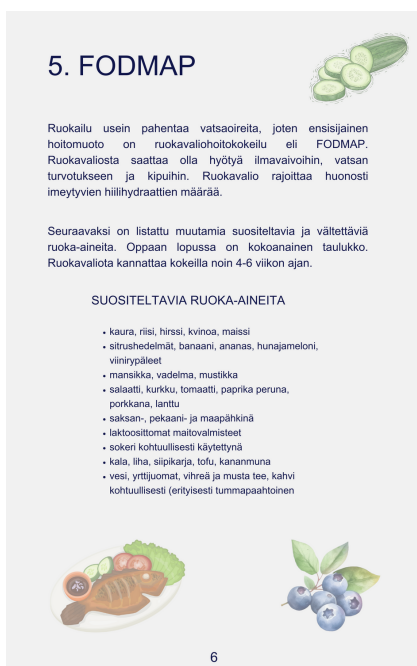 5. FODMAP
Ruokailu usein pahentaa vatsaoireita, joten ensisijainen
hoitomuoto on ruokavaliohoitokokeilu eli FODMAP.
Ruokavaliosta saattaa olla hyötyä ilmavaivoihin, vatsan
turvotukseen ja kipuihin. Ruokavalio rajoittaa huonosti
imeytyvien hiilihydraattien määrää.
Seuraavaksi on listattu muutamia suositeltavia ja vältettäviä
ruoka-aineita. Oppaan lopussa on kokoanainen taulukko.
Ruokavaliota kannattaa kokeilla noin 4-6 viikon ajan.
SUOSITELTAVIA RUOKA-AINEITA
• kaura, riisi, hirssi, kvinoa, maissi
• sitrushedelmät, banaani, ananas, hunajameloni,
viinirypäleet
• mansikka, vadelma, mustikka
• salaatti, kurkku, tomaatti, paprika peruna,
porkkana, lanttu
• saksan-, pekaani- ja maapähkinä
• laktoosittomat maitovalmisteet
• sokeri kohtuullisesti käytettynä
• kala, liha, siipikarja, tofu, kananmuna
• vesi, yrttijuomat, vihreä ja musta tee, kahvi
kohtuullisesti (erityisesti tummapaahtoinen
6